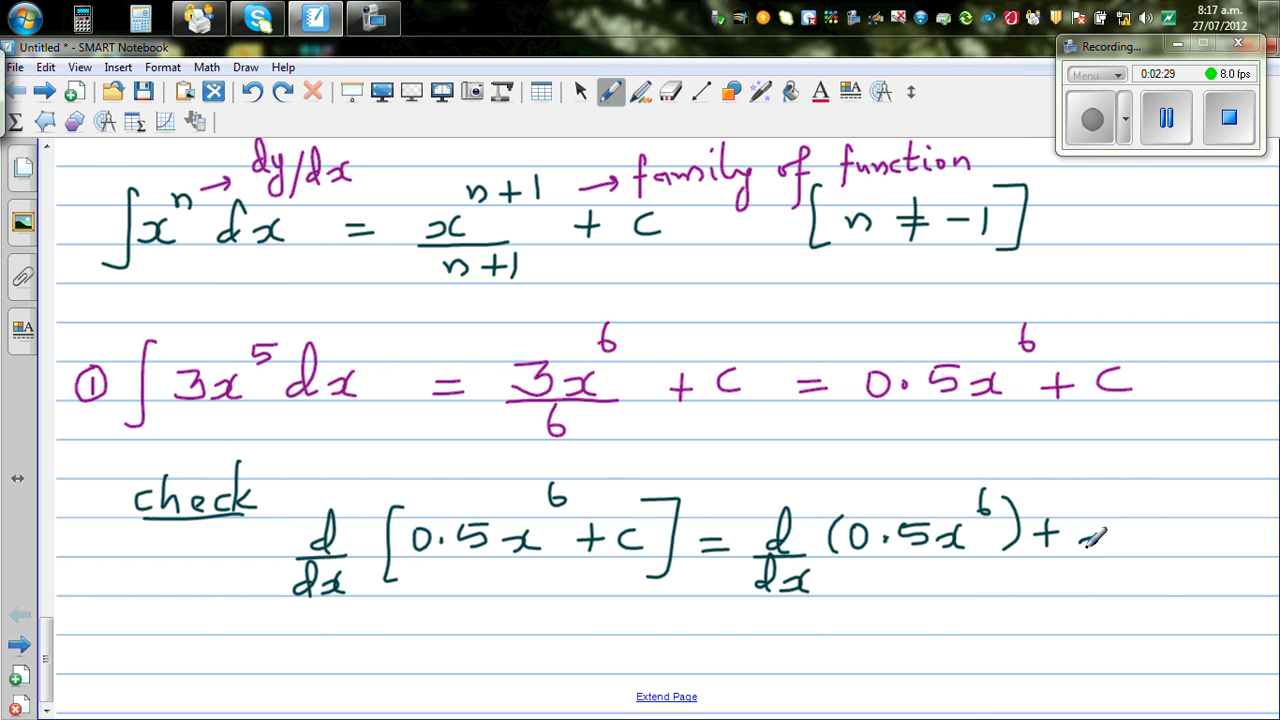 8:17 a.m.
27/07/2012
Untitled * - SMART Notebook
Recording...
File Edit View Insert Format Math Draw Help
Menu 0:02:29 8.0 fps
dy/dx → family of function
∫xⁿ → dx = xⁿ⁺¹/n+1 + C [n ≠ -1]
① ∫ 3x⁵ dx = 3x⁶/6 + C = 0.5x⁶ + C
check
d/dx [0.5x⁶ + C] = d/dx (0.5x⁶) +
Extend Page